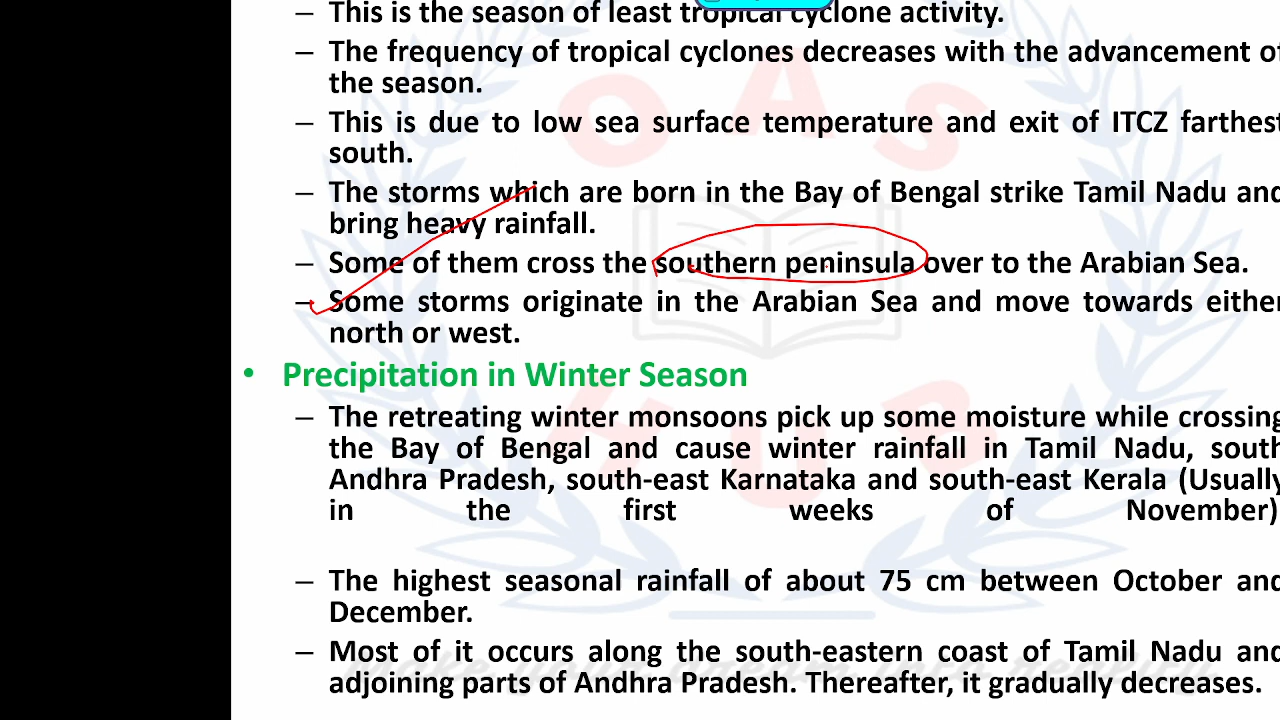 – This is the season of least tropical cyclone activity.
– The frequency of tropical cyclones decreases with the advancement of
the season.
– This is due to low sea surface temperature and exit of ITCZ farthest
south.
– The storms which are born in the Bay of Bengal strike Tamil Nadu and
bring heavy rainfall.
– Some of them cross the southern peninsula over to the Arabian Sea.
– Some storms originate in the Arabian Sea and move towards either
north or west.
• Precipitation in Winter Season
– The retreating winter monsoons pick up some moisture while crossing
the Bay of Bengal and cause winter rainfall in Tamil Nadu, south
Andhra Pradesh, south-east Karnataka and south-east Kerala (Usually
in the first weeks of November)
– The highest seasonal rainfall of about 75 cm between October and
December.
– Most of it occurs along the south-eastern coast of Tamil Nadu and
adjoining parts of Andhra Pradesh. Thereafter, it gradually decreases.
OAS
HUB